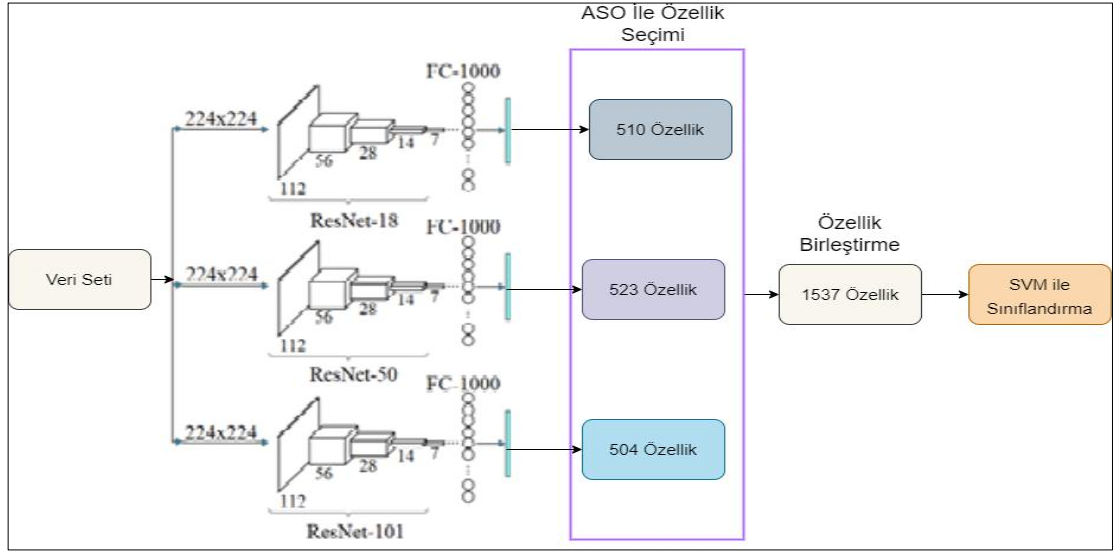 ASO İle Özellik
Seçimi
FC-1000
224x224
56
28
14
7
112
ResNet-18
510 Özellik
Veri Seti
FC-1000
224x224
56
28
14
7
112
ResNet-50
523 Özellik
Özellik
Birleştirme
1537 Özellik
SVM ile
Sınıflandırma
FC-1000
224x224
56
28
14
7
112
ResNet-101
504 Özellik